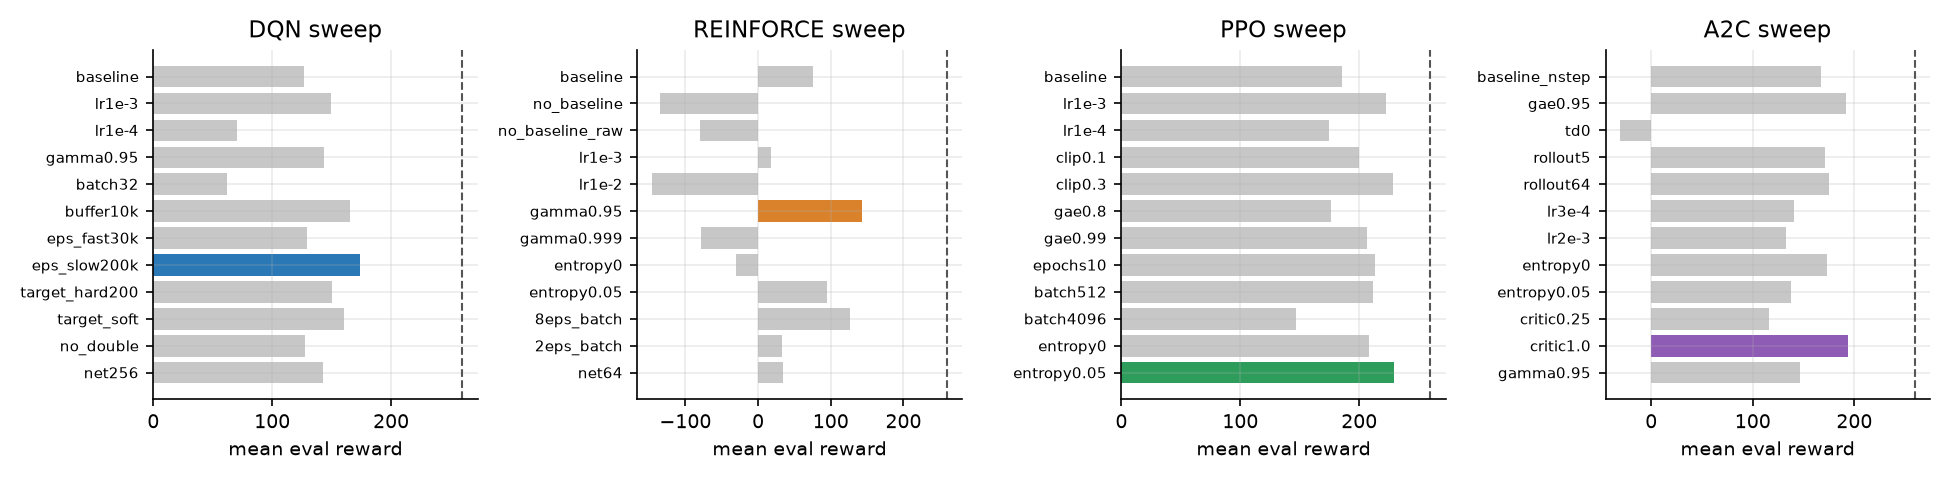 DQN sweep
baseline
lr1e-3
lr1e-4
gamma0.95
batch32
buffer10k
eps_fast30k
eps_slow200k
target_hard200
target_soft
no_double
net256
0 100 200
mean eval reward
REINFORCE sweep
baseline
no_baseline
no_baseline_raw
lr1e-3
lr1e-2
gamma0.95
gamma0.999
entropy0
entropy0.05
8eps_batch
2eps_batch
net64
−100 0 100 200
mean eval reward
PPO sweep
baseline
lr1e-3
lr1e-4
clip0.1
clip0.3
gae0.8
gae0.99
epochs10
batch512
batch4096
entropy0
entropy0.05
0 100 200
mean eval reward
A2C sweep
baseline_nstep
gae0.95
td0
rollout5
rollout64
lr3e-4
lr2e-3
entropy0
entropy0.05
critic0.25
critic1.0
gamma0.95
0 100 200
mean eval reward